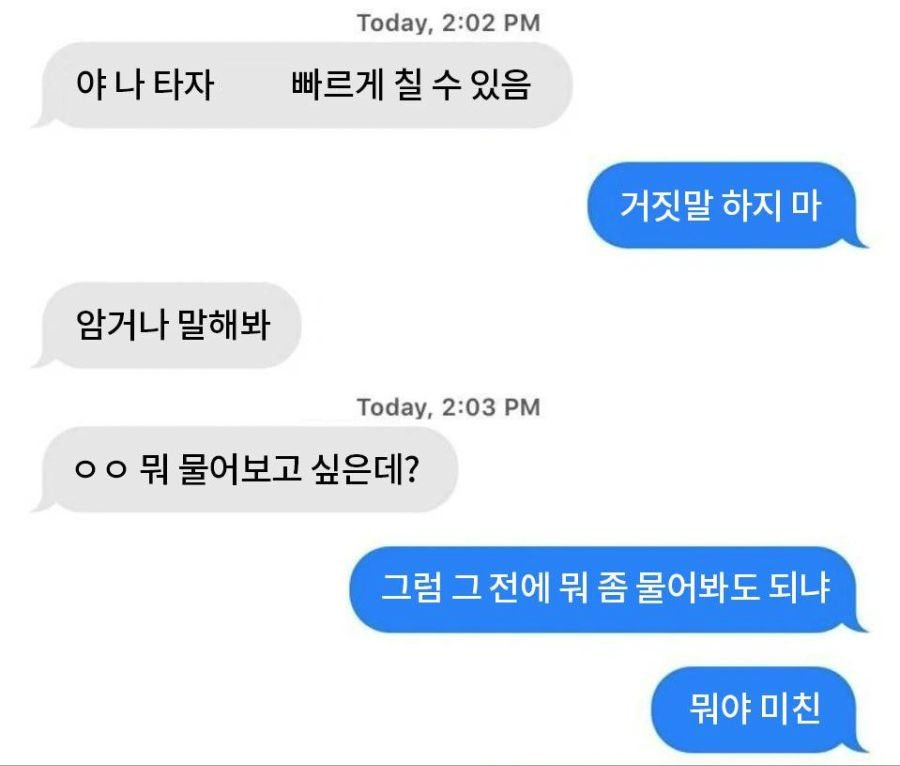 Today, 2:02 PM
야 나 타자 빠르게 칠 수 있음
거짓말 하지 마
암거나 말해봐
Today, 2:03 PM
ㅇㅇ 뭐 물어보고 싶은데?
그럼 그 전에 뭐 좀 물어봐도 되냐
뭐야 미친